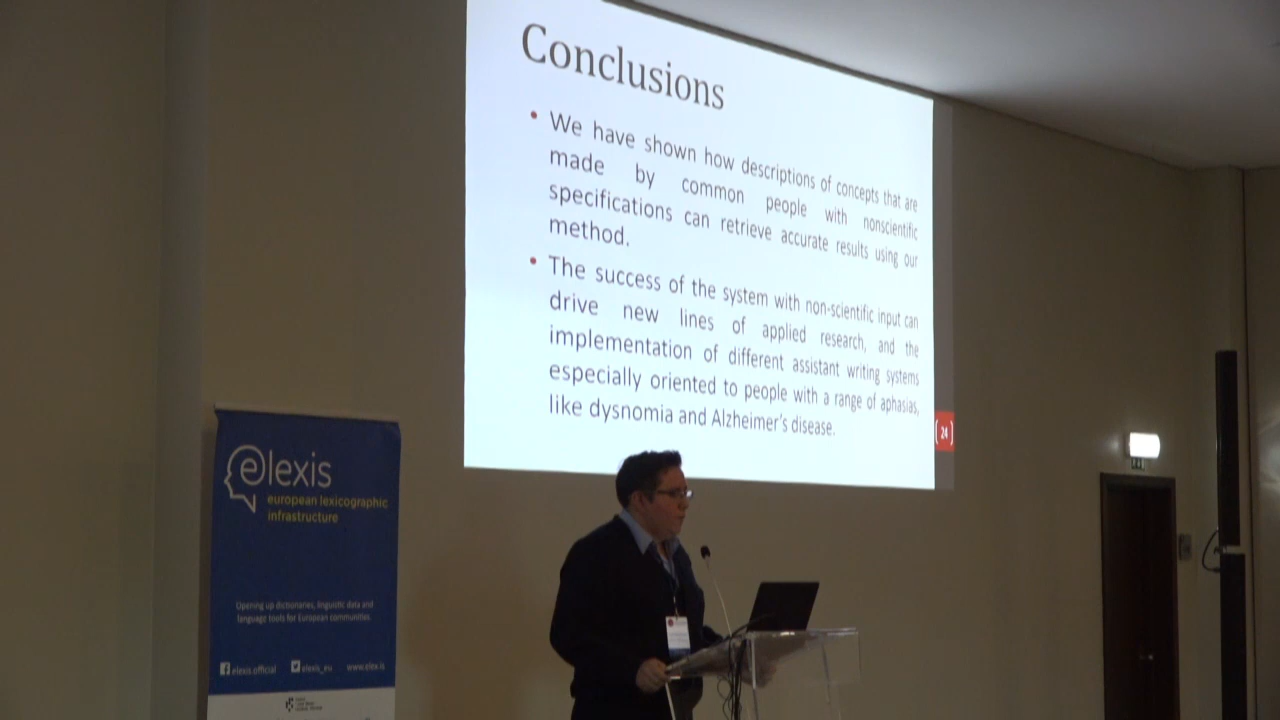 Conclusions
• We have shown how descriptions of concepts that are
made by common people with nonscientific
specifications can retrieve accurate results using our
method.
• The success of the system with non-scientific input can
drive new lines of applied research, and the
implementation of different assistant writing systems
especially oriented to people with a range of aphasias,
like dysnomia and Alzheimer's disease.
24
elexis
european lexicographic
infrastructure
Opening up dictionaries, linguistic data and
language tools for European communities.
elexis.official elexis_eu www.elex.is